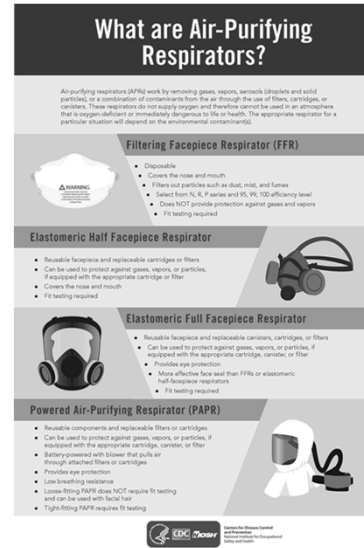 What are Air-Purifying
Respirators?
Air-purifying respirators (APRs) work by removing gases, vapors, aerosols (droplets and solid
particles), or a combination of contaminants from the air through the use of filters, cartridges, or
canisters. These respirators do not supply oxygen and therefore cannot be used in an atmosphere
that is oxygen-deficient or immediately dangerous to life or health. The appropriate respirator for a
particular situation will depend on the environmental contaminant(s).
Filtering Facepiece Respirator (FFR)
● Disposable
● Covers the nose and mouth
● Filters out particles such as dust, mist, and fumes
● Select from N, R, P series and 95, 99, 100 efficiency level
● Does NOT provide protection against gases and vapors
● Fit testing required
WARNING
Elastomeric Half Facepiece Respirator
● Reusable facepiece and replaceable cartridges or filters
● Can be used to protect against gases, vapors, or particles,
if equipped with the appropriate cartridge or filter
● Covers the nose and mouth
● Fit testing required
Elastomeric Full Facepiece Respirator
● Reusable facepiece and replaceable canisters, cartridges, or filters
● Can be used to protect against gases, vapors, or particles, if
equipped with the appropriate cartridge, canister, or filter
● Provides eye protection
● More effective face seal than FFRs or elastomeric
half-facepiece respirators
● Fit testing required
Powered Air-Purifying Respirator (PAPR)
● Reusable components and replaceable filters or cartridges
● Can be used to protect against gases, vapors, or particles, if
equipped with the appropriate cartridge, canister, or filter
● Battery-powered with blower that pulls air
through attached filters or cartridges
● Provides eye protection
● Low breathing resistance
● Loose-fitting PAPR does NOT require fit testing
and can be used with facial hair
● Tight-fitting PAPR requires fit testing
CDC
NIOSH
Centers for Disease Control
and Prevention
National Institute for Occupational
Safety and Health